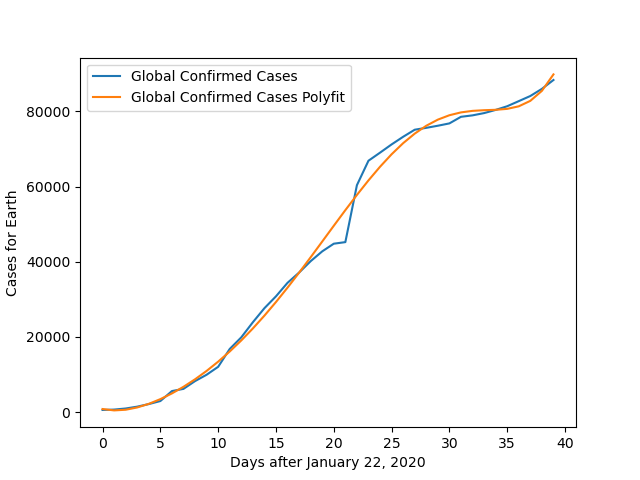 Global Confirmed Cases
Global Confirmed Cases Polyfit
80000
60000
40000
20000
0
Cases for Earth
0 5 10 15 20 25 30 35 40
Days after January 22, 2020